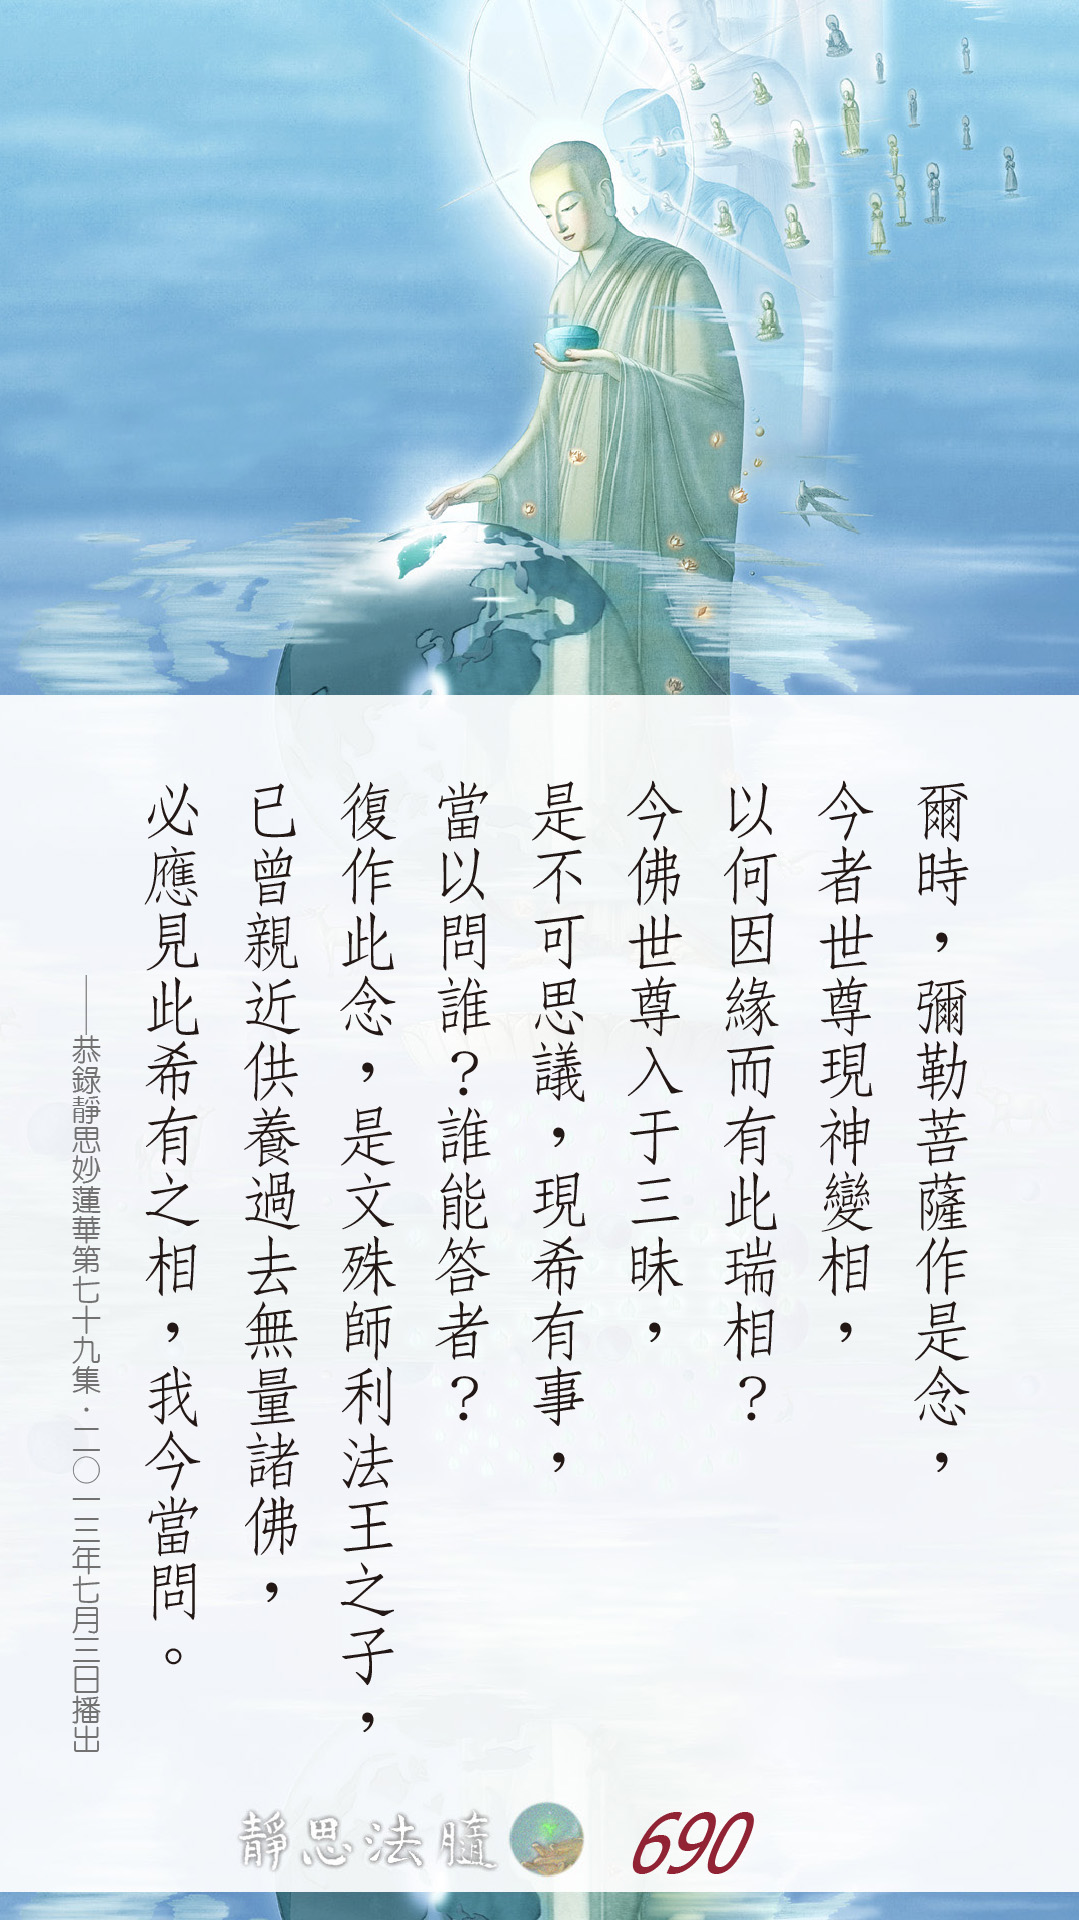 爾時，彌勒菩薩作是念，
今者世尊現神變相，
以何因緣而有此瑞相？
今佛世尊入于三昧，
是不可思議，現希有事，
當以問誰？誰能答者？
復作此念，是文殊師利法王之子，
已曾親近供養過去無量諸佛，
必應見此希有之相，我今當問。
——恭錄靜思妙蓮華第七十九集．二〇一三年七月三日播出
靜思法髓
690